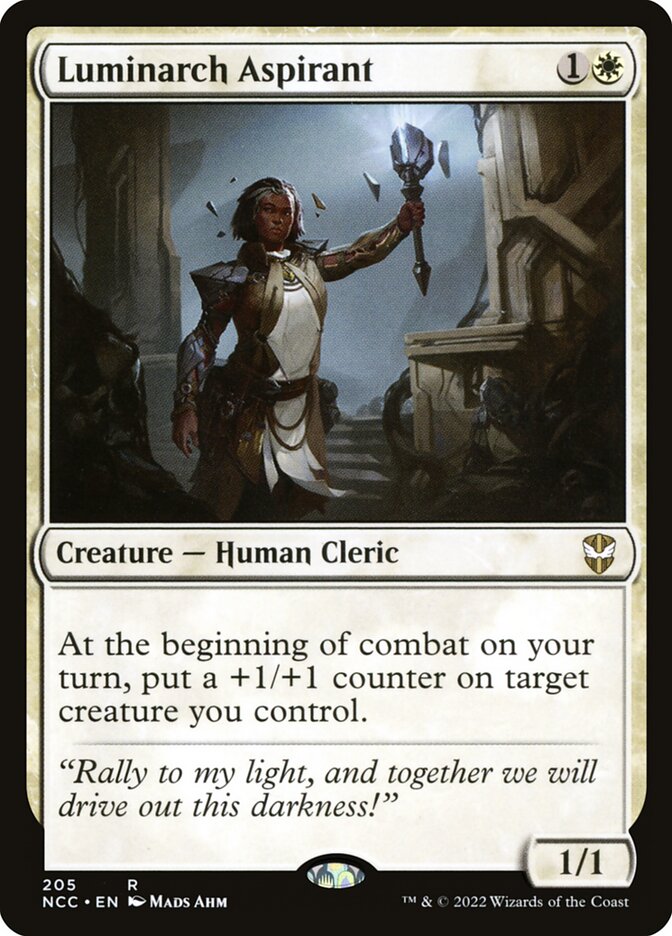 Luminarch Aspirant 1
Creature — Human Cleric
At the beginning of combat on your
turn, put a +1/+1 counter on target
creature you control.
“Rally to my light, and together we will
drive out this darkness!”
1/1
205 R
NCC • EN Mads Ahm ™ & © 2022 Wizards of the Coast